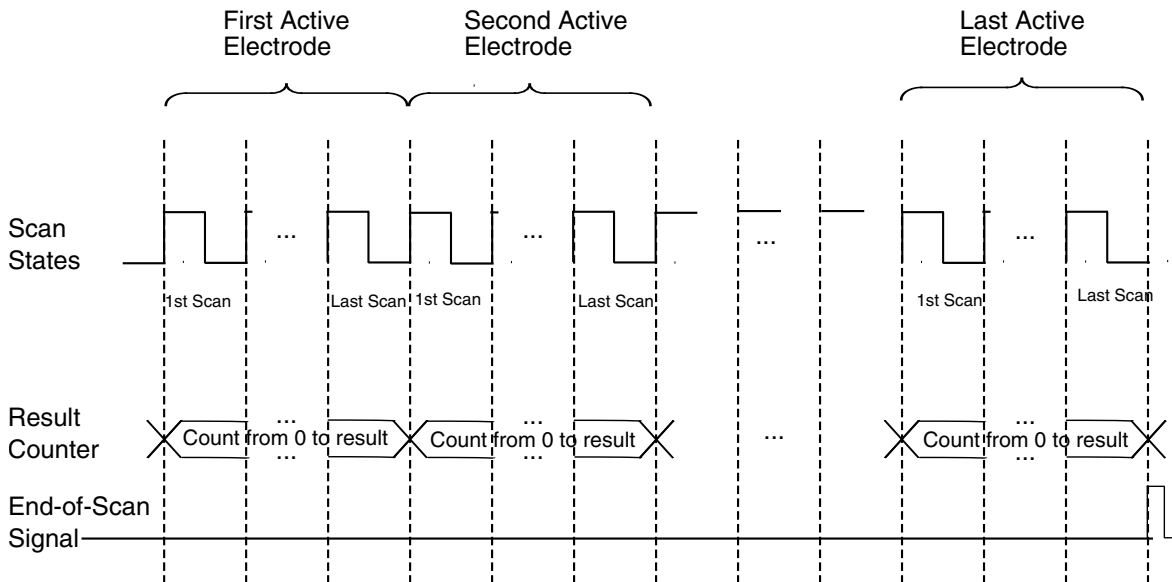 First Active
Electrode
Second Active
Electrode
Last Active
Electrode
Scan
States
...
...
...
...
...
1st Scan
Last Scan
1st Scan
Last Scan
1st Scan
Last Scan
Result
Counter
...
Count from 0 to result
...
...
Count from 0 to result
...
...
...
Count from 0 to result
...
End-of-Scan
Signal